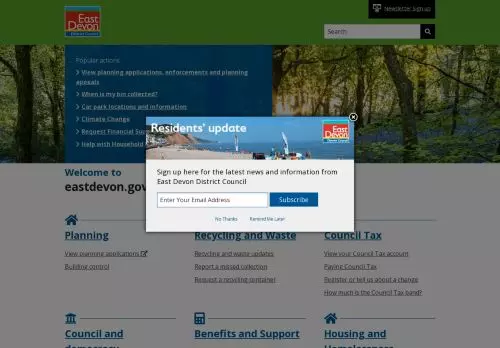 East
Devon
District Council
Newsletter Signup
Search
Popular actions
View planning applications, enforcements and planning
appeals
When is my bin collected?
Car park locations and information
Climate Change
Request Financial Sup
Help with Household
Residents' update
East
Devon
District Council
Sign up here for the latest news and information from
East Devon District Council
Enter Your Email Address
Subscribe
No Thanks
Remind Me Later
Welcome to
eastdevon.gov
Planning
View planning applications
Building control
Recycling and Waste
Recycling and waste updates
Report a missed collection
Request a recycling container
Council Tax
View your Council Tax account
Paying Council Tax
Register or tell us about a change
How much is the Council Tax band?
Council and
democracy
Benefits and Support
Housing and
Homelessness